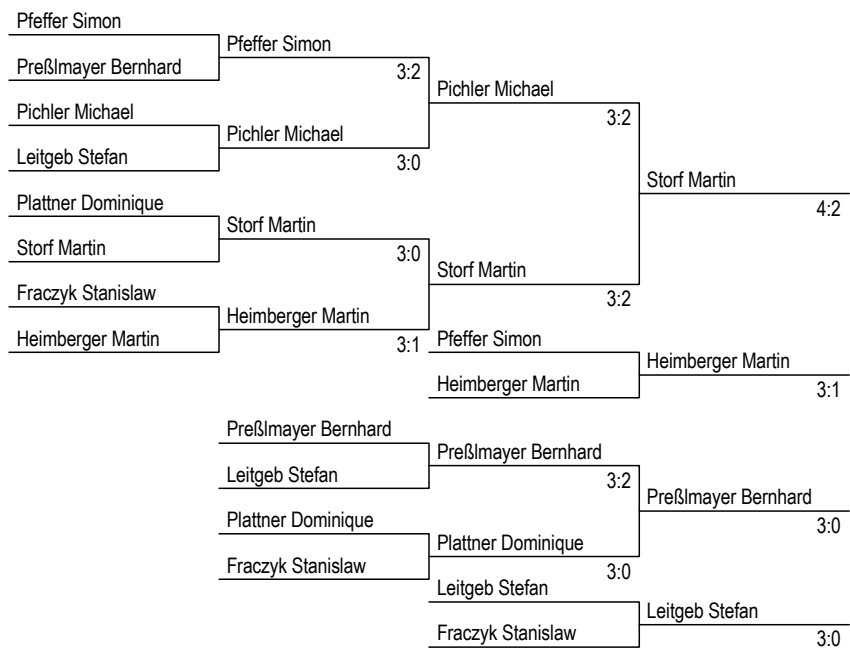 Pfeffer Simon
Pfeffer Simon
Preßlmayer Bernhard
3:2
Pichler Michael
Pichler Michael
3:2
Pichler Michael
Leitgeb Stefan
3:0
Storf Martin
4:2
Plattner Dominique
Storf Martin
Storf Martin
3:0
Storf Martin
3:2
Fraczyk Stanislaw
Heimberger Martin
Heimberger Martin
3:1
Pfeffer Simon
Heimberger Martin
Heimberger Martin
3:1
Preßlmayer Bernhard
Preßlmayer Bernhard
Leitgeb Stefan
3:2
Preßlmayer Bernhard
3:0
Plattner Dominique
Plattner Dominique
Fraczyk Stanislaw
3:0
Leitgeb Stefan
Leitgeb Stefan
Fraczyk Stanislaw
3:0